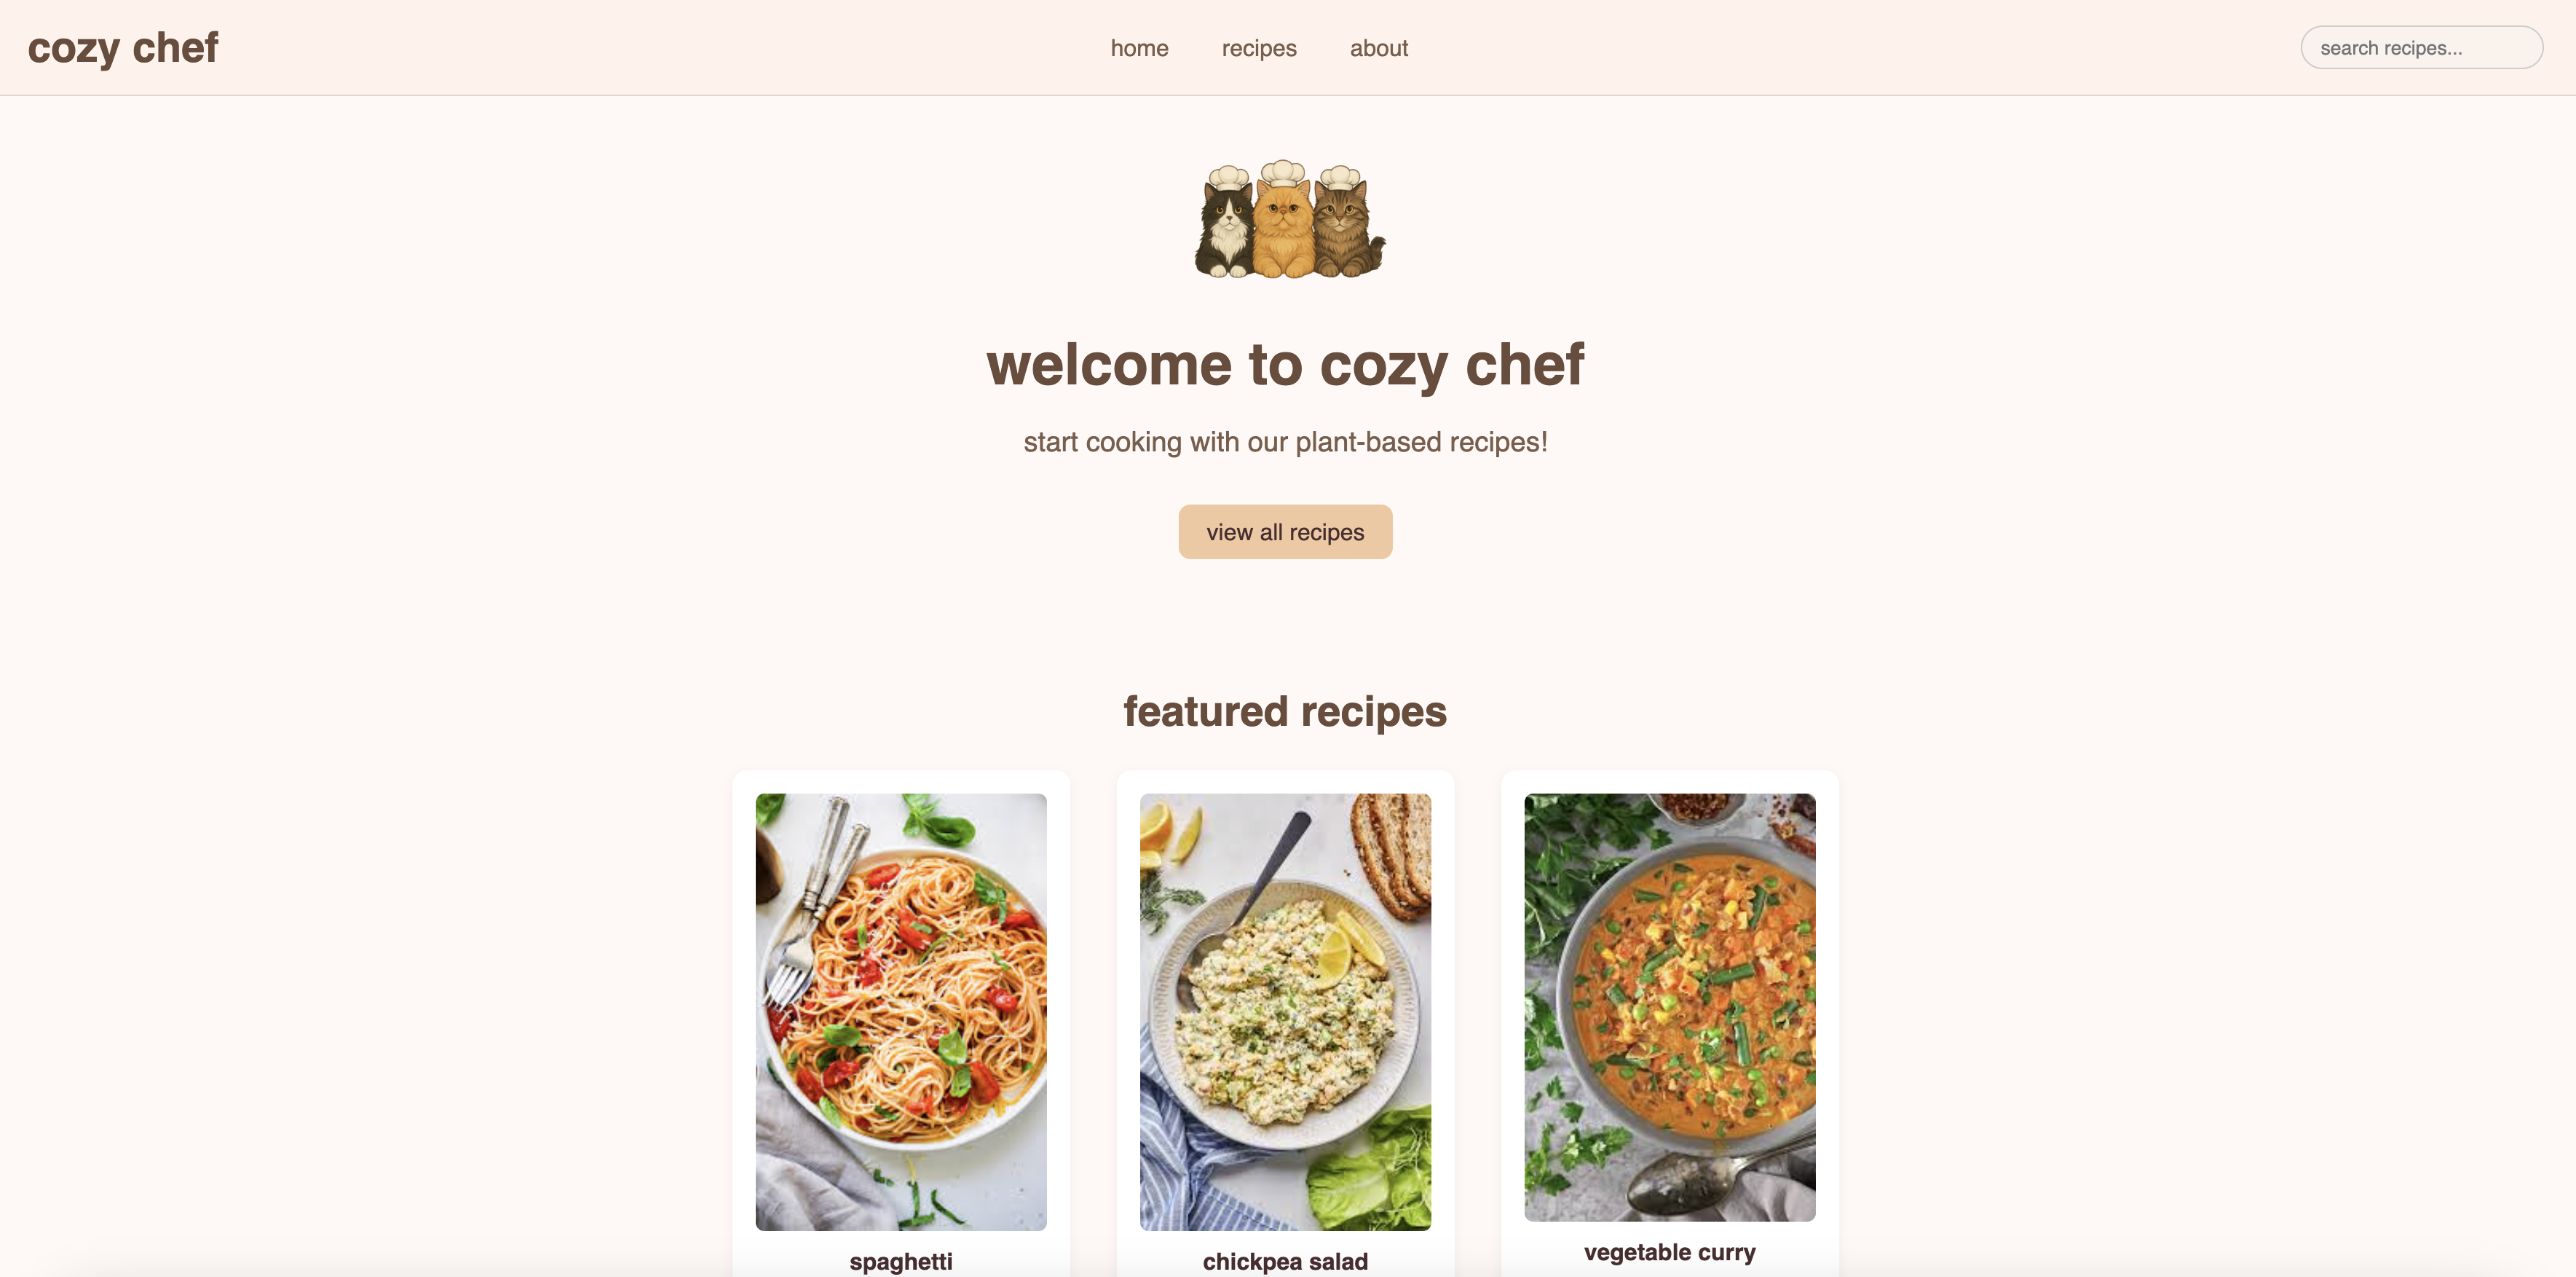 cozy chef
home
recipes
about
search recipes...
welcome to cozy chef
start cooking with our plant-based recipes!
view all recipes
featured recipes
spaghetti
chickpea salad
vegetable curry